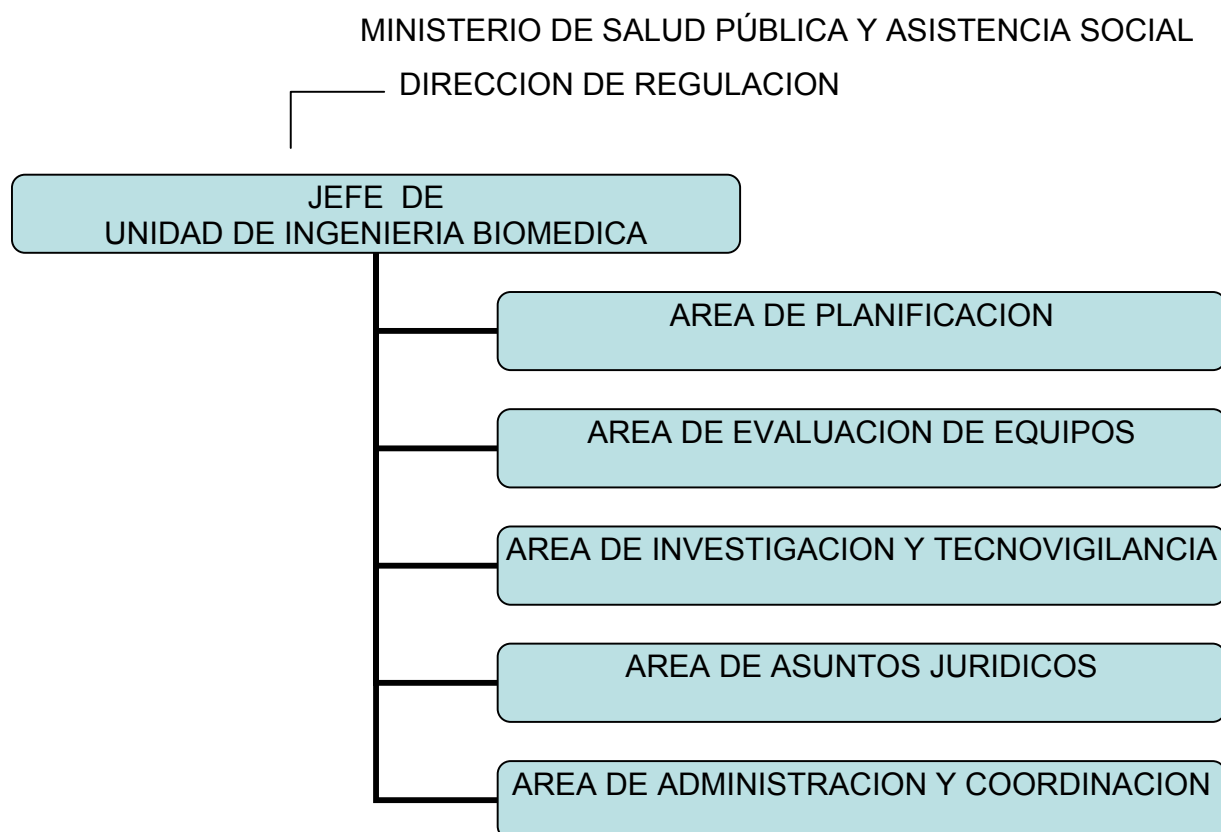 MINISTERIO DE SALUD PÚBLICA Y ASISTENCIA SOCIAL
DIRECCION DE REGULACION
JEFE DE
UNIDAD DE INGENIERIA BIOMEDICA
AREA DE PLANIFICACION
AREA DE EVALUACION DE EQUIPOS
AREA DE INVESTIGACION Y TECNOVIGILANCIA
AREA DE ASUNTOS JURIDICOS
AREA DE ADMINISTRACION Y COORDINACION